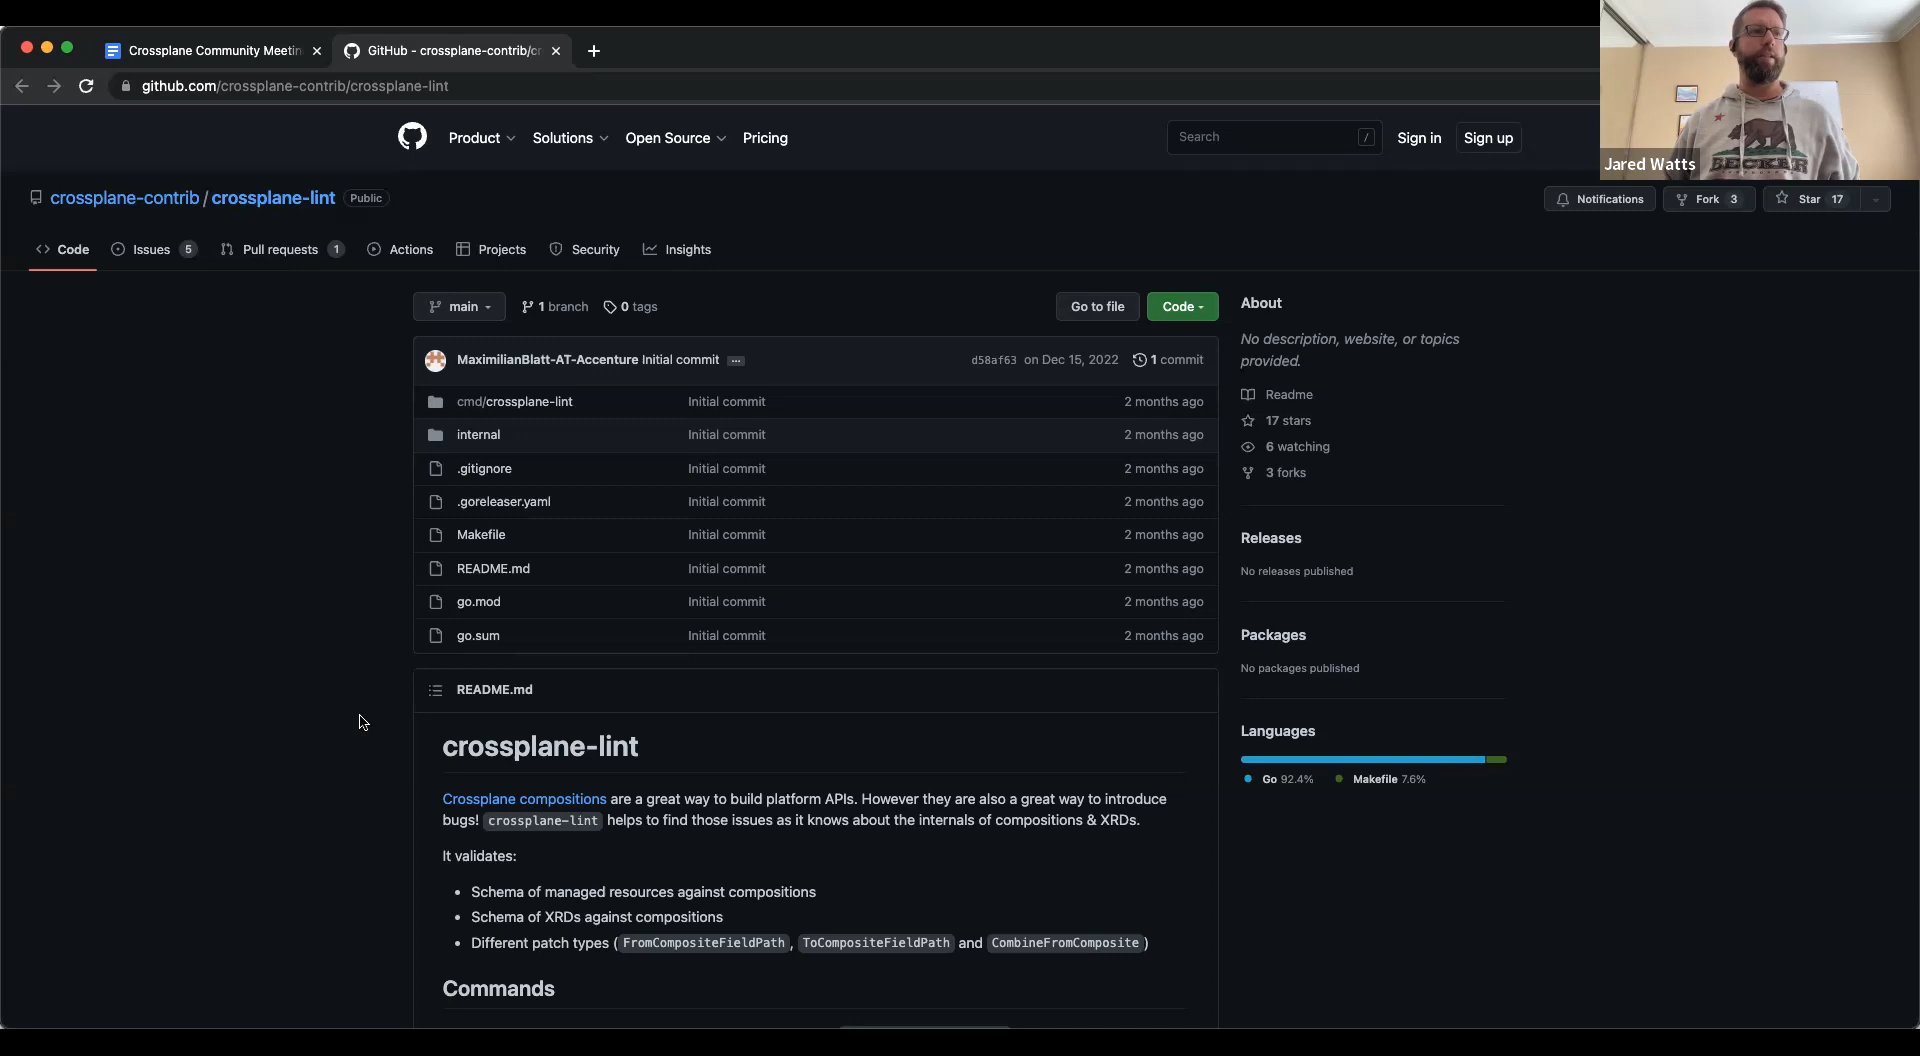 Crossplane Community Meetin
GitHub - crossplane-contrib/cr
github.com/crossplane-contrib/crossplane-lint
BECKER
Jared Watts
Product
Solutions
Open Source
Pricing
Search
/
Sign in
Sign up
crossplane-contrib / crossplane-lint
Public
Notifications
Fork 3
Star 17
Code
Issues 5
Pull requests 1
Actions
Projects
Security
Insights
main
1 branch
0 tags
Go to file
Code
MaximilianBlatt-AT-Accenture Initial commit ...
d58af63 on Dec 15, 2022
1 commit
cmd/crossplane-lint Initial commit 2 months ago
internal Initial commit 2 months ago
.gitignore Initial commit 2 months ago
.goreleaser.yaml Initial commit 2 months ago
Makefile Initial commit 2 months ago
README.md Initial commit 2 months ago
go.mod Initial commit 2 months ago
go.sum Initial commit 2 months ago
README.md
crossplane-lint
Crossplane compositions are a great way to build platform APIs. However they are also a great way to introduce
bugs! crossplane-lint helps to find those issues as it knows about the internals of compositions & XRDs.
It validates:
• Schema of managed resources against compositions
• Schema of XRDs against compositions
• Different patch types (FromCompositeFieldPath, ToCompositeFieldPath and CombineFromComposite)
Commands
About
No description, website, or topics
provided.
Readme
17 stars
6 watching
3 forks
Releases
No releases published
Packages
No packages published
Languages
Go 92.4%
Makefile 7.6%